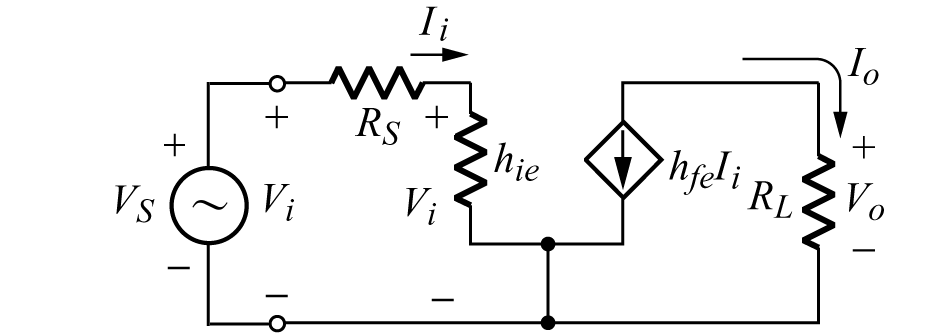 I_i
I_o
+ + +
R_S
+ +
h_ie h_fe I_i
V_S V_i V_i R_L V_o
− −
− −